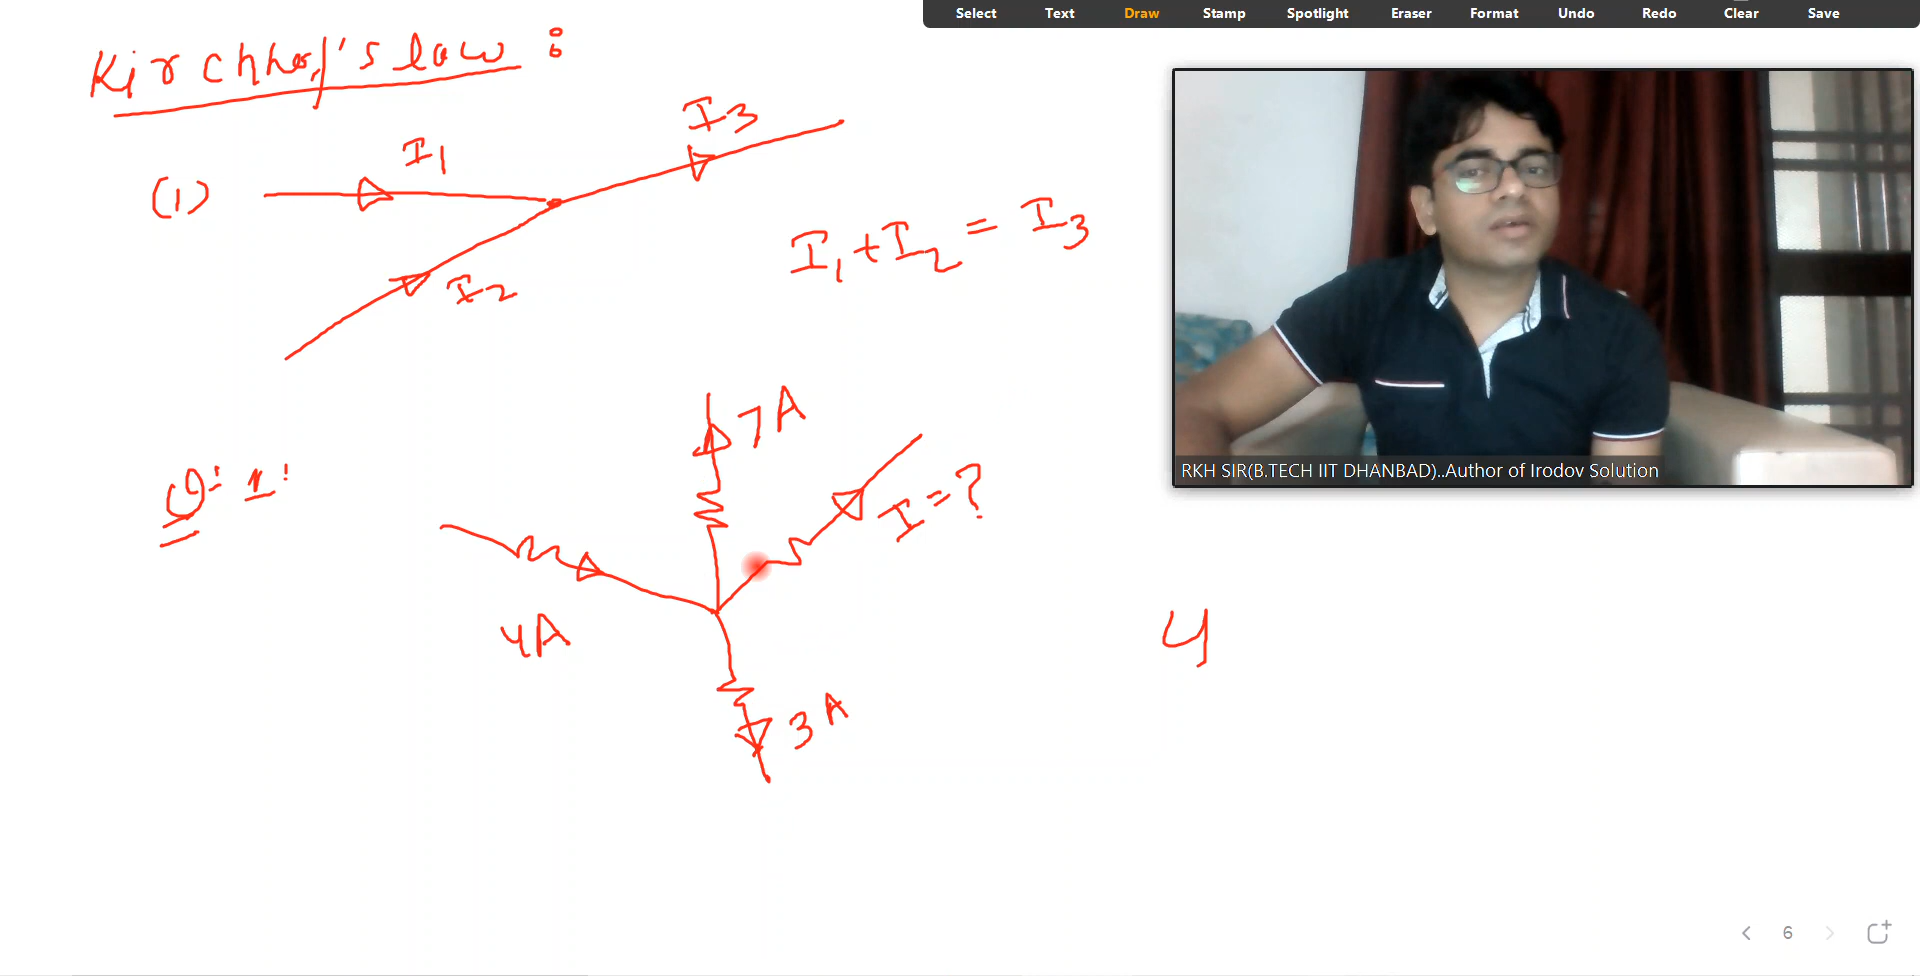 Select Text Draw Stamp Spotlight Eraser Format Undo Redo Clear Save
Kirchhof's law :
I3
I1
(1)
I1+I2 = I3
I2
7A
Q: 1:
I=?
4A
4
3A
RKH SIR(B.TECH IIT DHANBAD)..Author of Irodov Solution
6